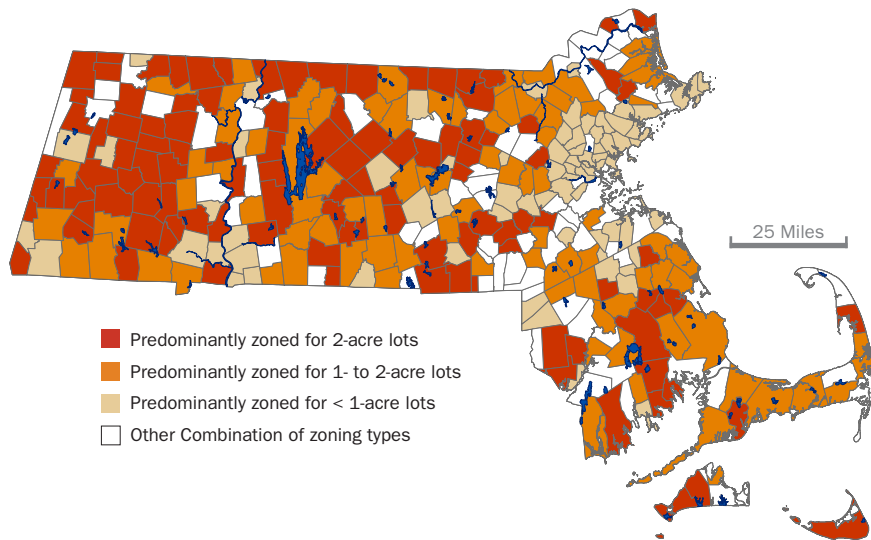 25 Miles
Predominantly zoned for 2-acre lots
Predominantly zoned for 1- to 2-acre lots
Predominantly zoned for < 1-acre lots
Other Combination of zoning types